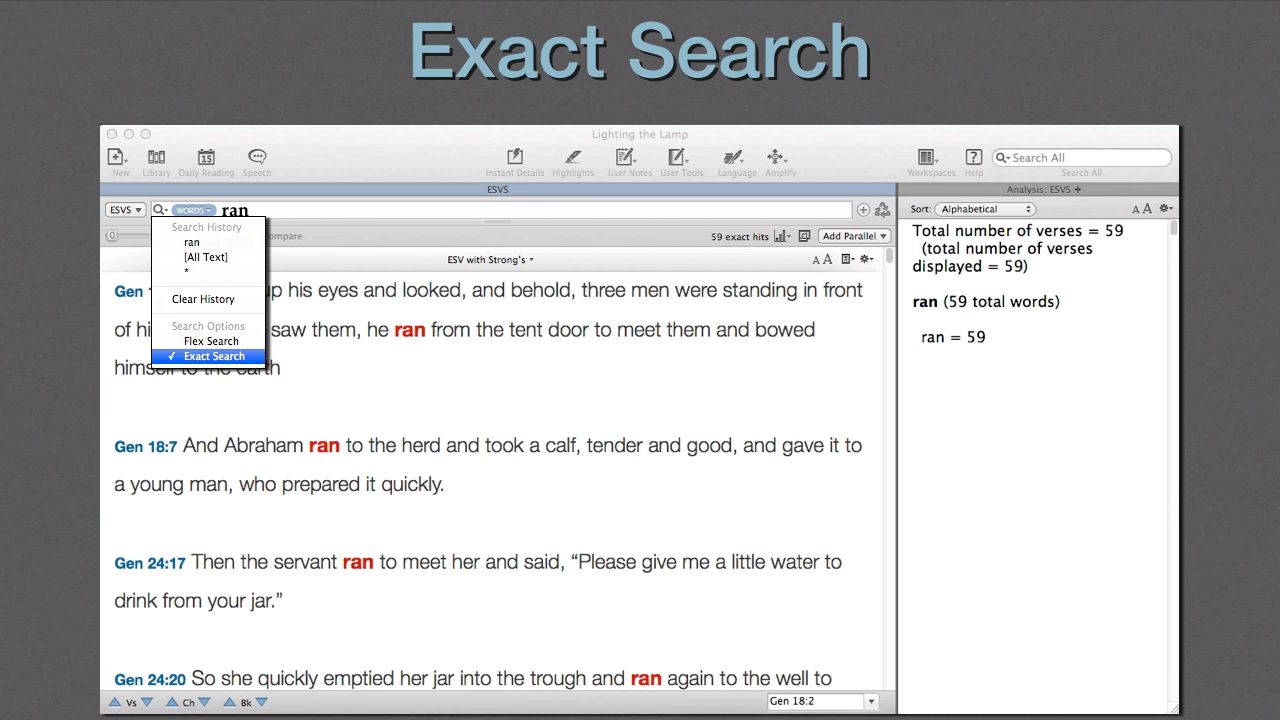 Exact Search
Lighting the Lamp
New Library Daily Reading Speech Instant Details Highlights User Notes User Tools Language Amplify Workspaces Help Search All
15
?
Search All
ESVS
Analysis: ESVS +
ESVS WORDS ran
Sort: Alphabetical A A
Search History
ran
[All Text]
*
Clear History
Search Options
Flex Search
✓ Exact Search
59 exact hits Add Parallel
ESV with Strong's A A
Gen up his eyes and looked, and behold, three men were standing in front
of saw them, he ran from the tent door to meet them and bowed
himself to the earth
Gen 18:7 And Abraham ran to the herd and took a calf, tender and good, and gave it to
a young man, who prepared it quickly.
Gen 24:17 Then the servant ran to meet her and said, “Please give me a little water to
drink from your jar.”
Gen 24:20 So she quickly emptied her jar into the trough and ran again to the well to
Vs Ch Bk Gen 18:2
Total number of verses = 59
(total number of verses
displayed = 59)
ran (59 total words)
ran = 59